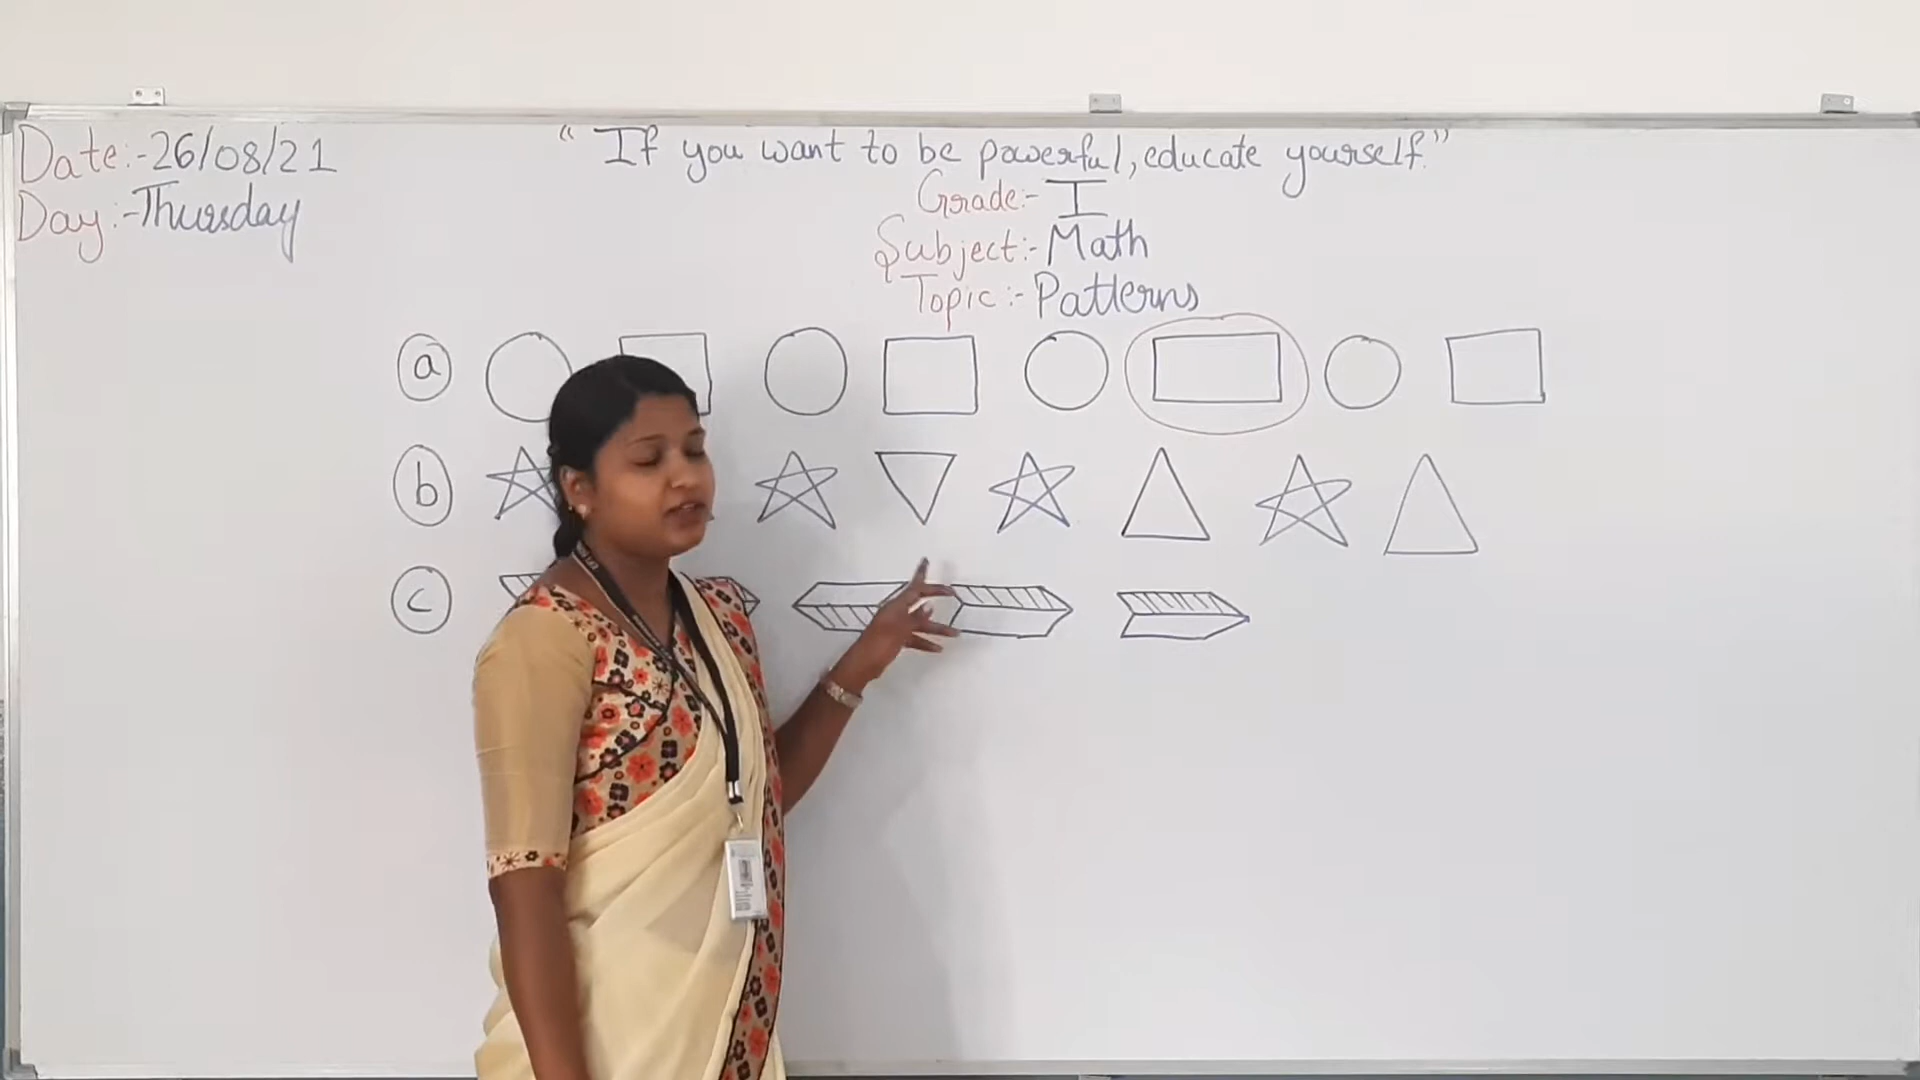 Date:-26/08/21
Day:-Thursday
"If you want to be powerful, educate yourself."
Grade:- I
Subject:- Math
Topic:- Patterns
a
b
c